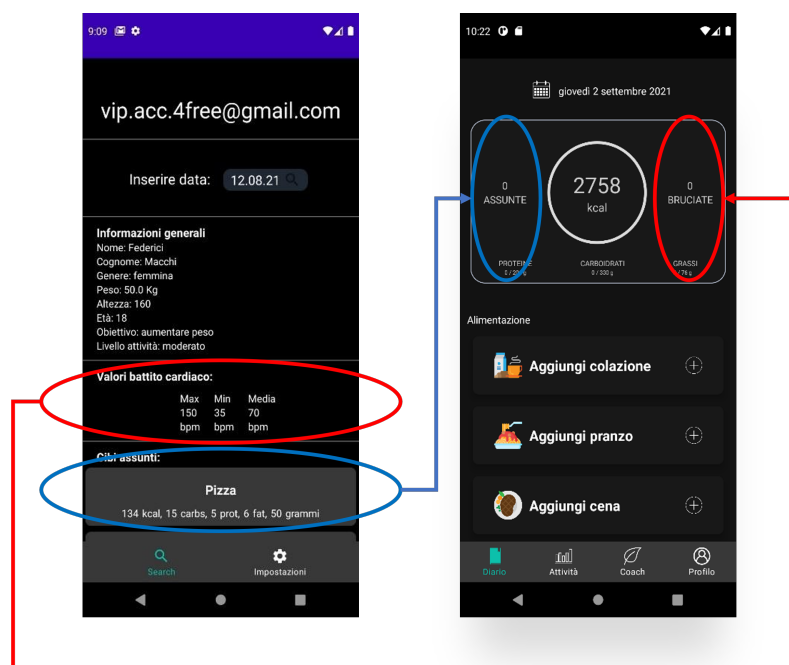 9:09
vip.acc.4free@gmail.com
Inserire data: 12.08.21
Informazioni generali
Nome: Federici
Cognome: Macchi
Genere: femmina
Peso: 50.0 Kg
Altezza: 160
Età: 18
Obiettivo: aumentare peso
Livello attività: moderato
Valori battito cardiaco:
Max Min Media
150 35 70
bpm bpm bpm
Cibi assunti:
Pizza
134 kcal, 15 carbs, 5 prot, 6 fat, 50 grammi
Search Impostazioni
10:22
giovedì 2 settembre 2021
0
ASSUNTE
2758
kcal
0
BRUCIATE
PROTEINE CARBOIDRATI GRASSI
0 / 330 g 0 / 76 g
Alimentazione
Aggiungi colazione
Aggiungi pranzo
Aggiungi cena
Diario Attività Coach Profilo